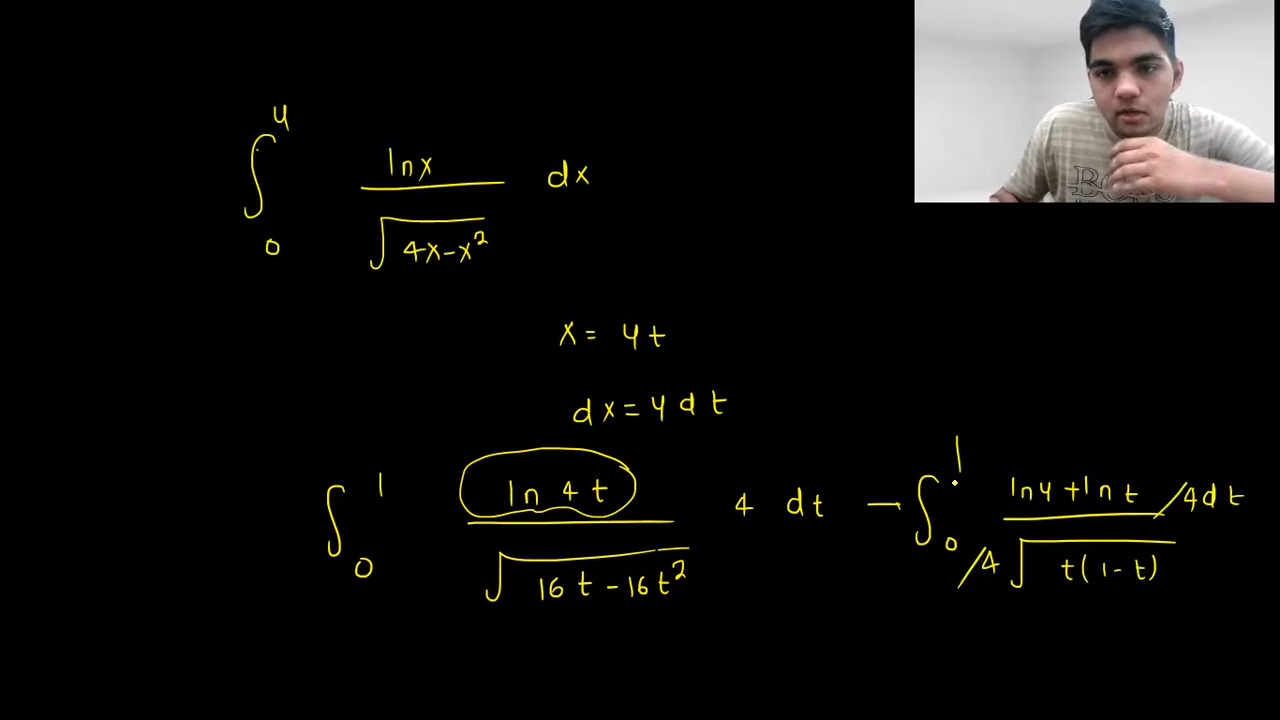 ∫₀⁴ ln x / √(4x − x²) dx
x = 4t
dx = 4 dt
∫₀¹ ln 4t / √(16t − 16t²) 4 dt — ∫₀¹ ln 4 + ln t / 4√(t(1 − t)) 4 dt